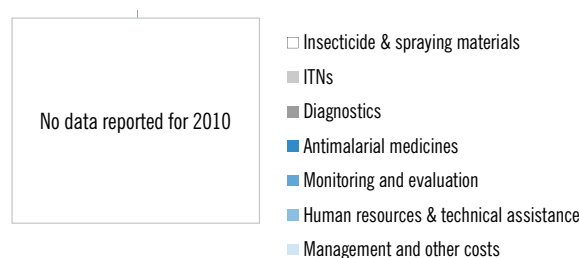 No data reported for 2010
Insecticide & spraying materials
ITNs
Diagnostics
Antimalarial medicines
Monitoring and evaluation
Human resources & technical assistance
Management and other costs